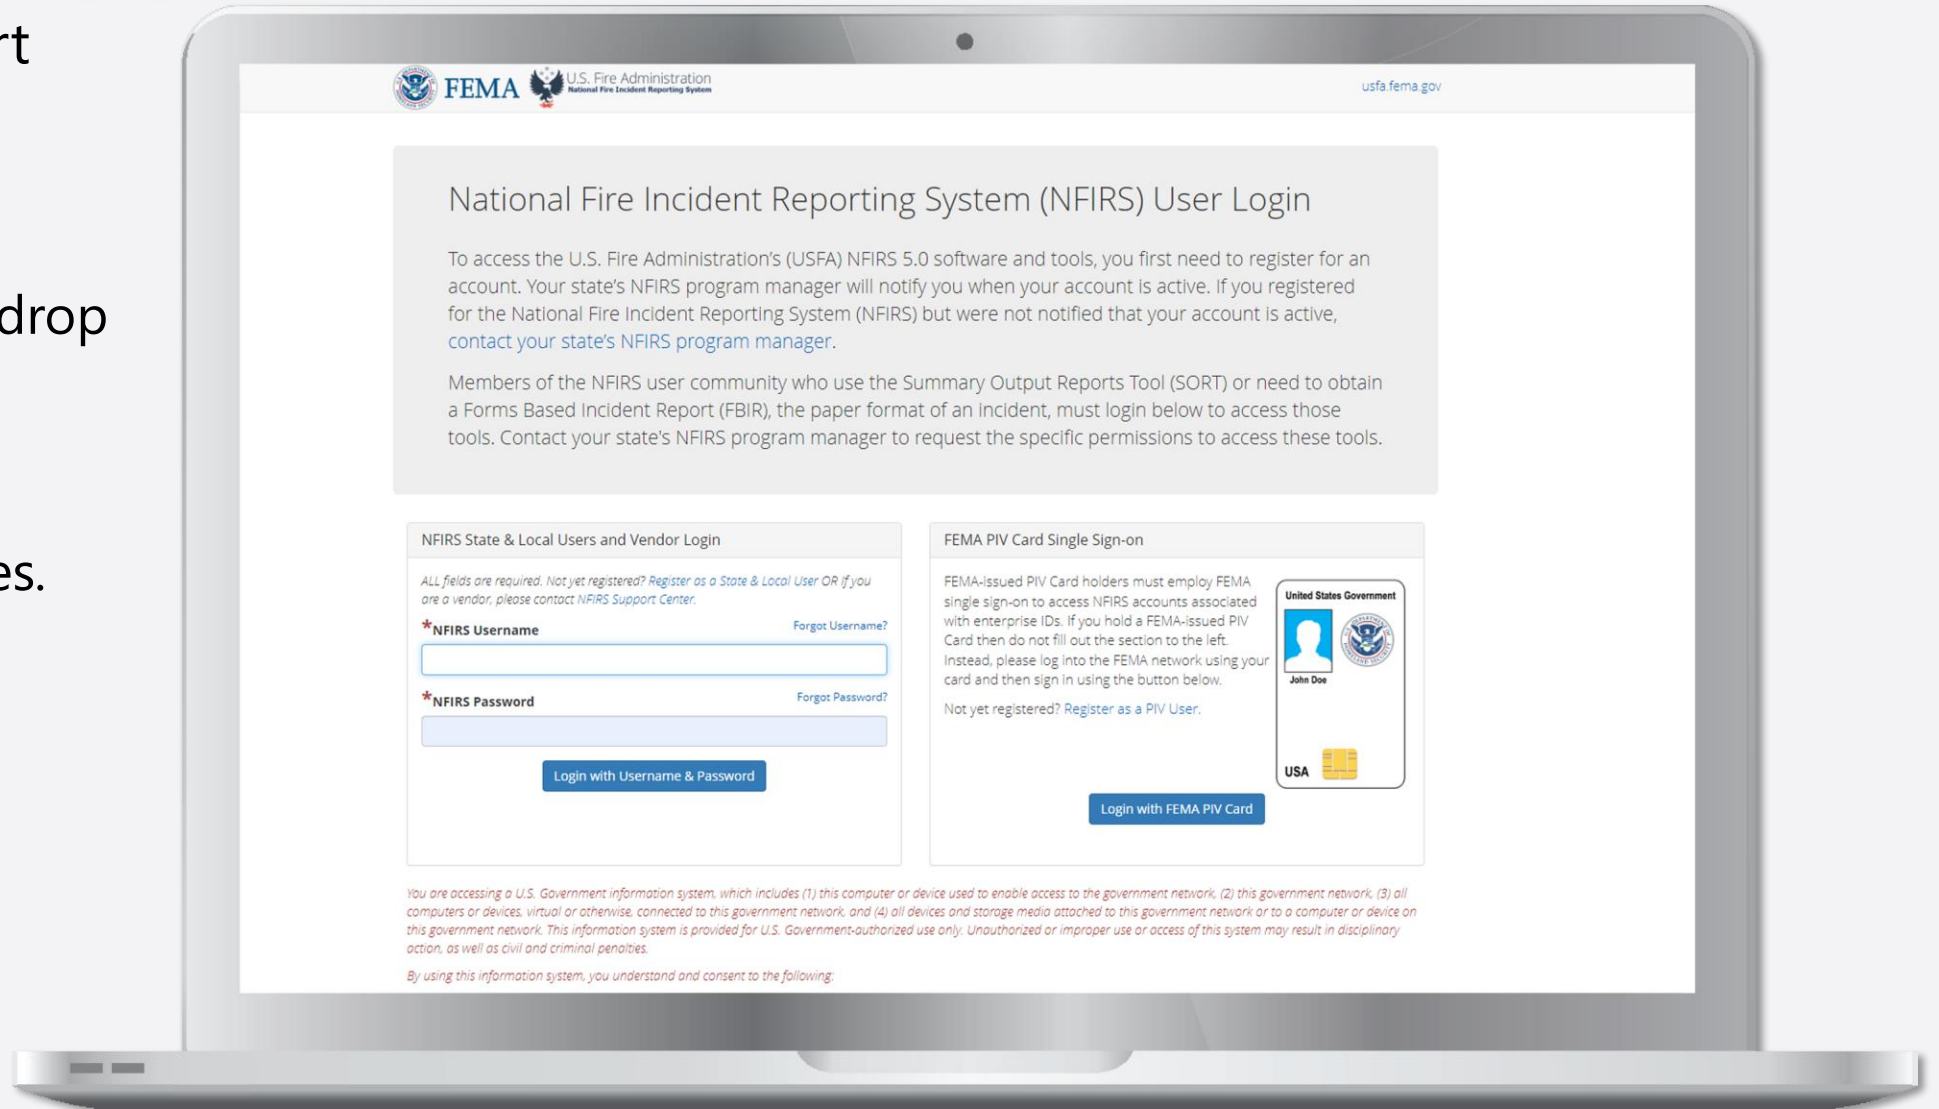 rt
drop
es.
FEMA
U.S. Fire Administration
National Fire Incident Reporting System
usfa.fema.gov
National Fire Incident Reporting System (NFIRS) User Login
To access the U.S. Fire Administration's (USFA) NFIRS 5.0 software and tools, you first need to register for an
account. Your state's NFIRS program manager will notify you when your account is active. If you registered
for the National Fire Incident Reporting System (NFIRS) but were not notified that your account is active,
contact your state's NFIRS program manager.
Members of the NFIRS user community who use the Summary Output Reports Tool (SORT) or need to obtain
a Forms Based Incident Report (FBIR), the paper format of an incident, must login below to access those
tools. Contact your state's NFIRS program manager to request the specific permissions to access these tools.
NFIRS State & Local Users and Vendor Login
ALL fields are required. Not yet registered? Register as a State & Local User OR if you
are a vendor, please contact NFIRS Support Center.
*NFIRS Username
Forgot Username?
*NFIRS Password
Forgot Password?
Login with Username & Password
FEMA PIV Card Single Sign-on
FEMA-issued PIV Card holders must employ FEMA
single sign-on to access NFIRS accounts associated
with enterprise IDs. If you hold a FEMA-issued PIV
Card then do not fill out the section to the left.
Instead, please log into the FEMA network using your
card and then sign in using the button below.
Not yet registered? Register as a PIV User.
United States Government
John Doe
USA
Login with FEMA PIV Card
You are accessing a U.S. Government information system, which includes (1) this computer or device used to enable access to the government network, (2) this government network, (3) all
computers or devices, virtual or otherwise, connected to this government network, and (4) all devices and storage media attached to this government network or to a computer or device on
this government network. This information system is provided for U.S. Government-authorized use only. Unauthorized or improper use or access of this system may result in disciplinary
action, as well as civil and criminal penalties.
By using this information system, you understand and consent to the following: